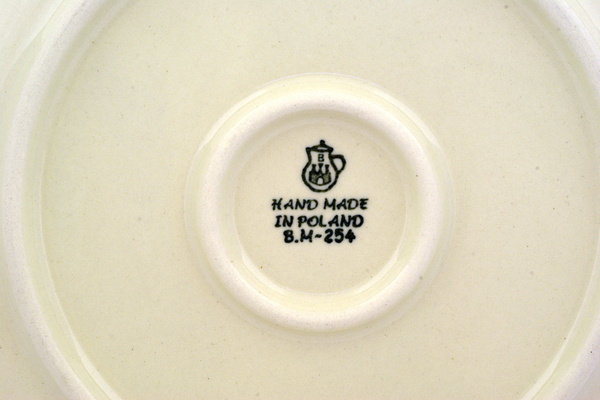 B
HAND MADE
IN POLAND
B.M-254